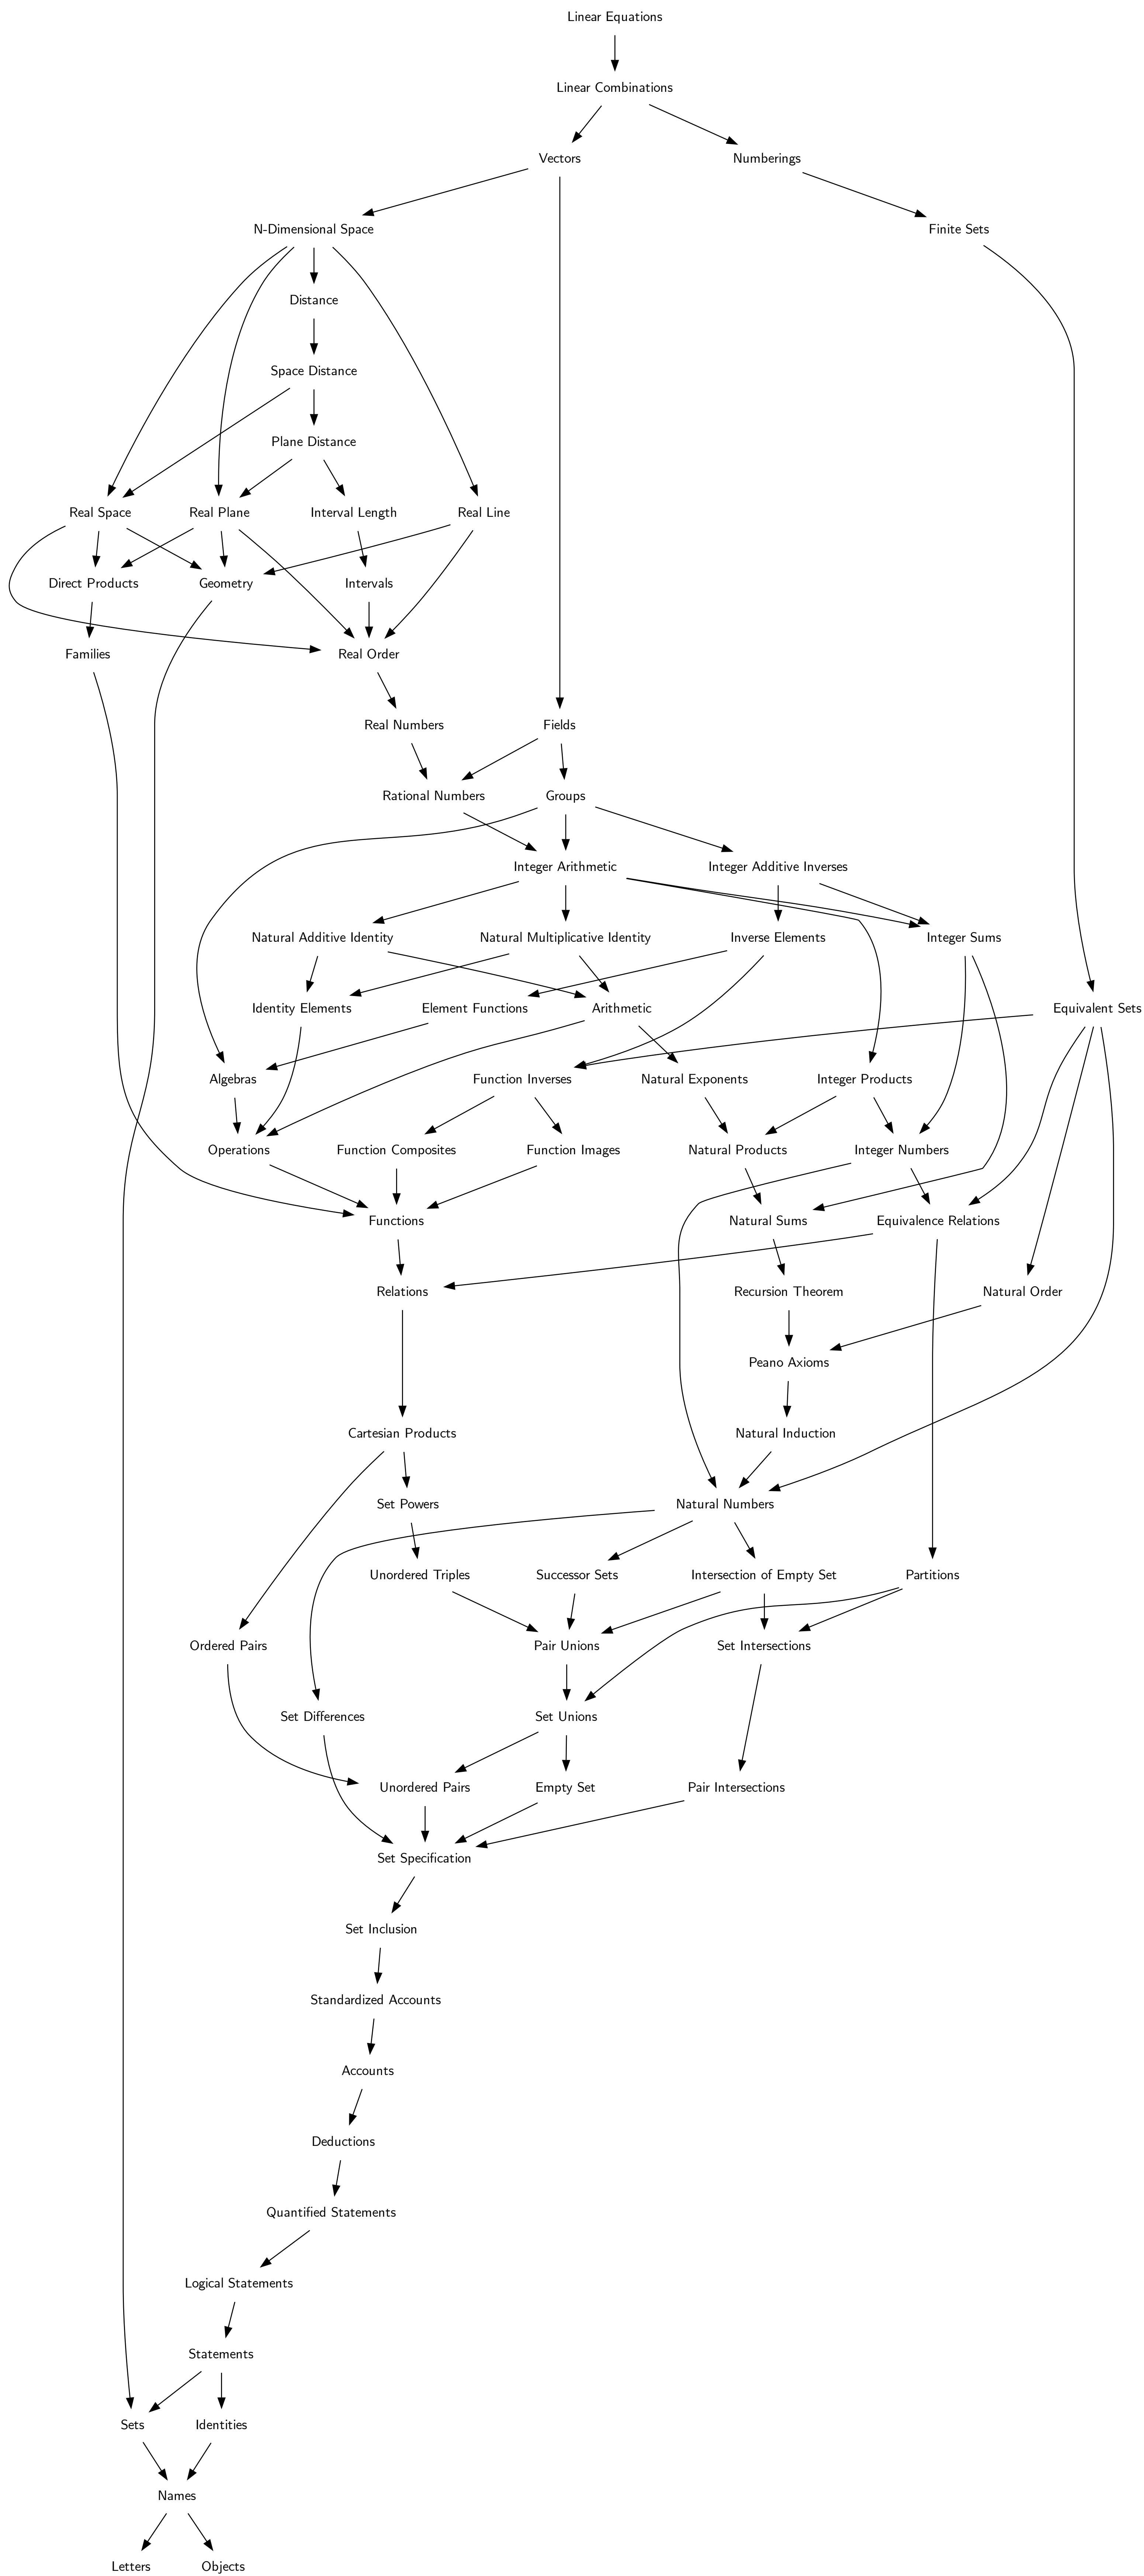 Linear Equations
Linear Combinations
Vectors
Numberings
N-Dimensional Space
Finite Sets
Distance
Space Distance
Plane Distance
Real Space
Real Plane
Interval Length
Real Line
Direct Products
Geometry
Intervals
Families
Real Order
Real Numbers
Fields
Rational Numbers
Groups
Integer Arithmetic
Integer Additive Inverses
Natural Additive Identity
Natural Multiplicative Identity
Inverse Elements
Integer Sums
Identity Elements
Element Functions
Arithmetic
Equivalent Sets
Algebras
Function Inverses
Natural Exponents
Integer Products
Operations
Function Composites
Function Images
Natural Products
Integer Numbers
Functions
Natural Sums
Equivalence Relations
Relations
Recursion Theorem
Natural Order
Peano Axioms
Cartesian Products
Natural Induction
Set Powers
Natural Numbers
Unordered Triples
Successor Sets
Intersection of Empty Set
Partitions
Ordered Pairs
Pair Unions
Set Intersections
Set Differences
Set Unions
Unordered Pairs
Empty Set
Pair Intersections
Set Specification
Set Inclusion
Standardized Accounts
Accounts
Deductions
Quantified Statements
Logical Statements
Statements
Sets
Identities
Names
Letters
Objects